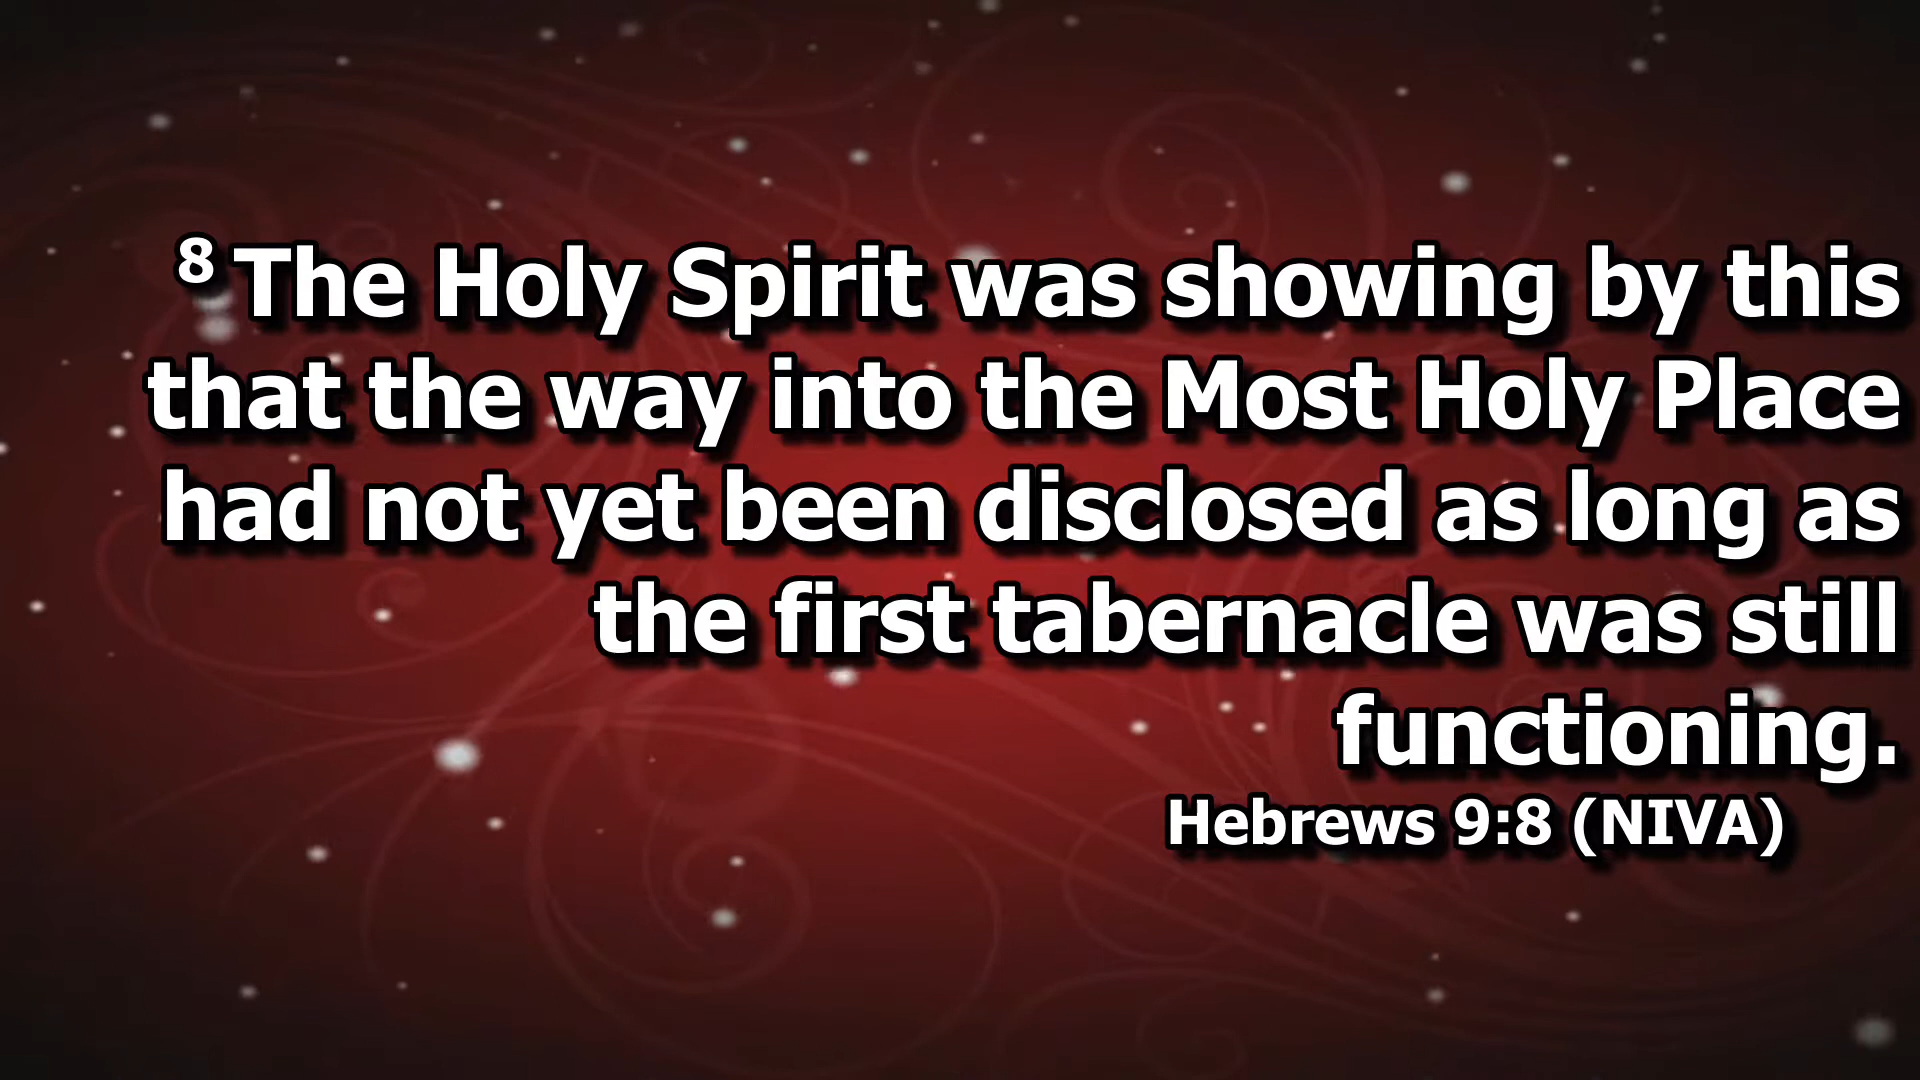 8 The Holy Spirit was showing by this
that the way into the Most Holy Place
had not yet been disclosed as long as
the first tabernacle was still
functioning.
Hebrews 9:8 (NIVA)